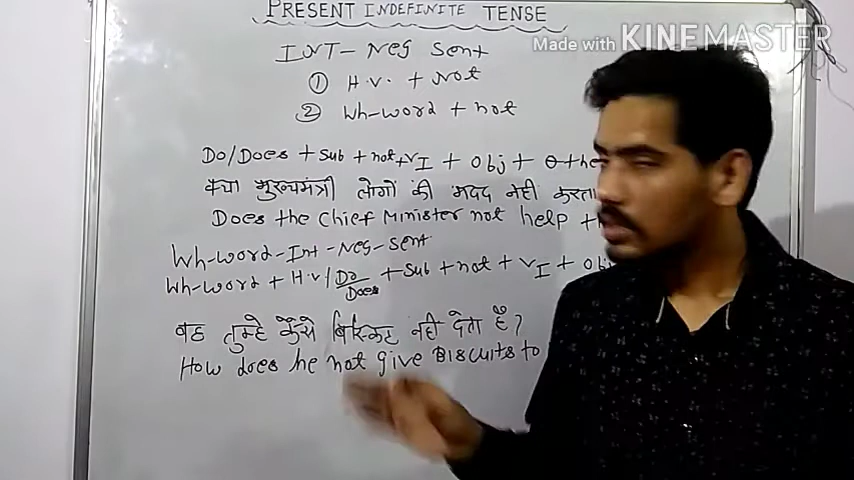 PRESENT INDEFINITE TENSE
Made with KINEMASTER
INT- Neg Sent
① H.V. + Not
② Wh-word + not
Do/Does + Sub + not + VI + Obj + Othe
क्या मुख्यमंत्री लोगों की मदद नही करता
Does the Chief Minister not help th
Wh-word-Int-Neg-Sent
Wh-word + H.V/Do/Does + Sub + not + VI + Obj
वह तुम्हे कैसे बिस्कट नही देता है?
How does he not give Biscuits to